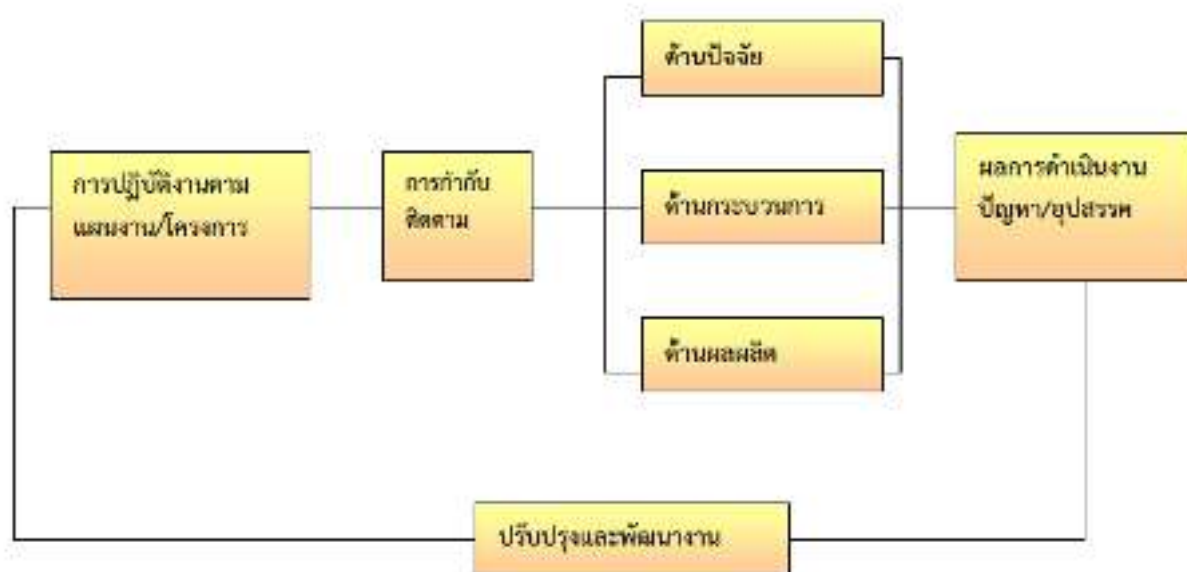 ด้านปัจจัย
การปฏิบัติงานตาม
แผนงาน/โครงการ
การกำกับ
ติดตาม
ด้านกระบวนการ
ผลการดำเนินงาน
ปัญหา/อุปสรรค
ด้านผลผลิต
ปรับปรุงและพัฒนางาน